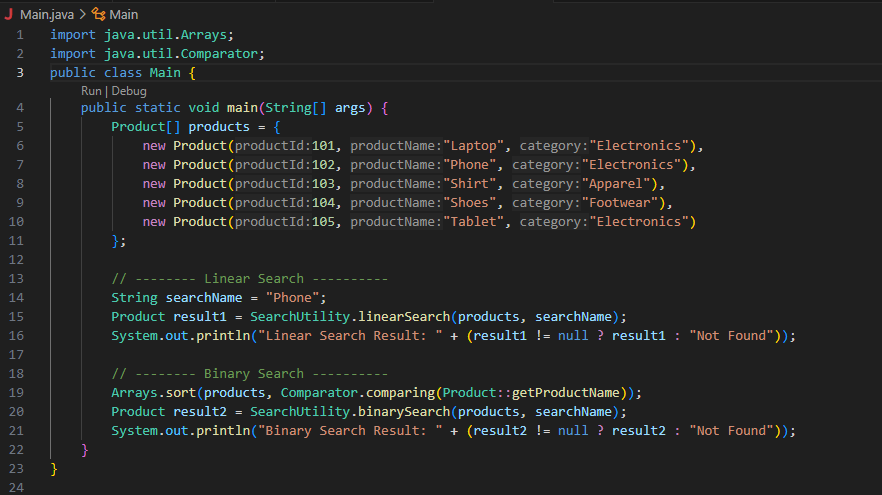 J Main.java > Main
1 import java.util.Arrays;
2 import java.util.Comparator;
3 public class Main {
Run | Debug
4     public static void main(String[] args) {
5         Product[] products = {
6             new Product(productId:101, productName:"Laptop", category:"Electronics"),
7             new Product(productId:102, productName:"Phone", category:"Electronics"),
8             new Product(productId:103, productName:"Shirt", category:"Apparel"),
9             new Product(productId:104, productName:"Shoes", category:"Footwear"),
10             new Product(productId:105, productName:"Tablet", category:"Electronics")
11         };
12
13         // -------- Linear Search ----------
14         String searchName = "Phone";
15         Product result1 = SearchUtility.linearSearch(products, searchName);
16         System.out.println("Linear Search Result: " + (result1 != null ? result1 : "Not Found"));
17
18         // -------- Binary Search ----------
19         Arrays.sort(products, Comparator.comparing(Product::getProductName));
20         Product result2 = SearchUtility.binarySearch(products, searchName);
21         System.out.println("Binary Search Result: " + (result2 != null ? result2 : "Not Found"));
22     }
23 }
24